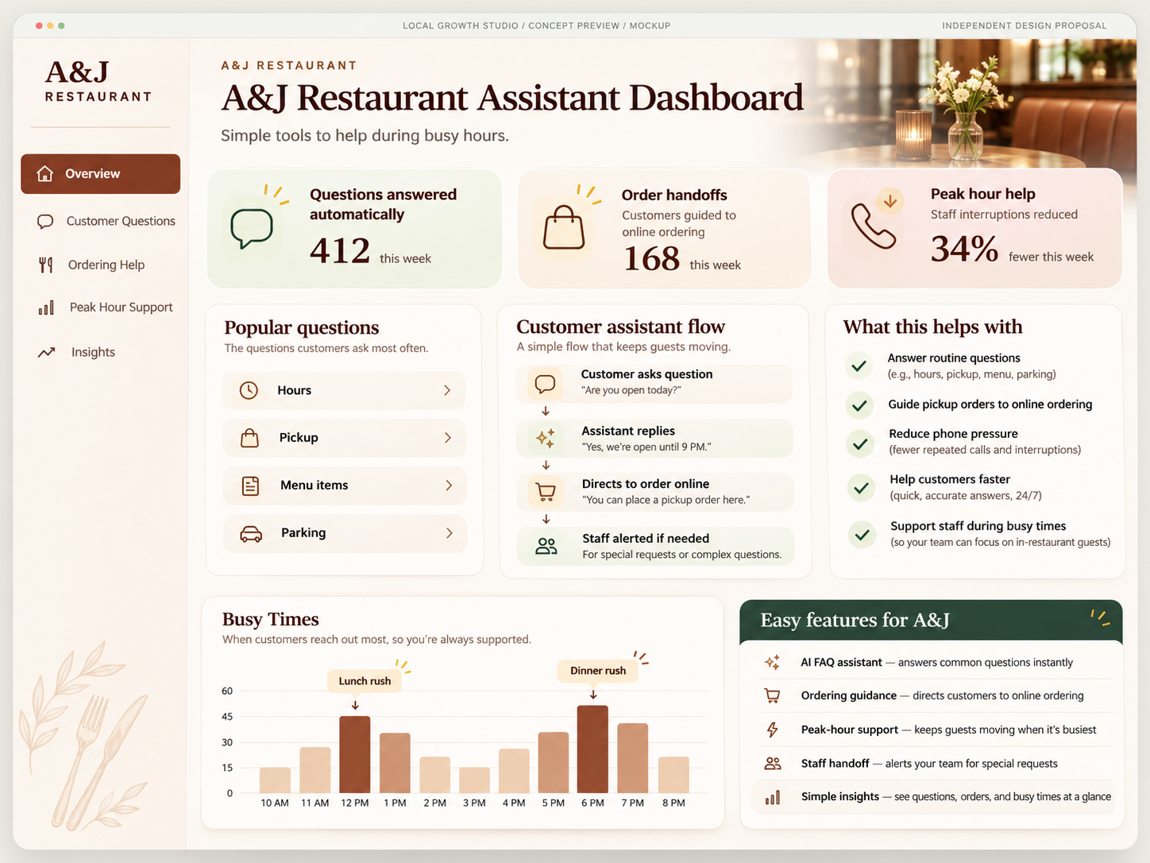 LOCAL GROWTH STUDIO / CONCEPT PREVIEW / MOCKUP
INDEPENDENT DESIGN PROPOSAL
A&J
RESTAURANT
Overview
Customer Questions
Ordering Help
Peak Hour Support
Insights
A&J RESTAURANT
A&J Restaurant Assistant Dashboard
Simple tools to help during busy hours.
Questions answered
automatically
412 this week
Order handoffs
Customers guided to
online ordering
168 this week
Peak hour help
Staff interruptions reduced
34% fewer this week
Popular questions
The questions customers ask most often.
Hours
Pickup
Menu items
Parking
Customer assistant flow
A simple flow that keeps guests moving.
Customer asks question
“Are you open today?”
Assistant replies
“Yes, we’re open until 9 PM.”
Directs to order online
“You can place a pickup order here.”
Staff alerted if needed
For special requests or complex questions.
What this helps with
Answer routine questions
(e.g., hours, pickup, menu, parking)
Guide pickup orders to online ordering
Reduce phone pressure
(fewer repeated calls and interruptions)
Help customers faster
(quick, accurate answers, 24/7)
Support staff during busy times
(so your team can focus on in-restaurant guests)
Busy Times
When customers reach out most, so you’re always supported.
Lunch rush
Dinner rush
60
45
30
15
0
10 AM 11 AM 12 PM 1 PM 2 PM 3 PM 4 PM 5 PM 6 PM 7 PM 8 PM
Easy features for A&J
AI FAQ assistant — answers common questions instantly
Ordering guidance — directs customers to online ordering
Peak-hour support — keeps guests moving when it’s busiest
Staff handoff — alerts your team for special requests
Simple insights — see questions, orders, and busy times at a glance